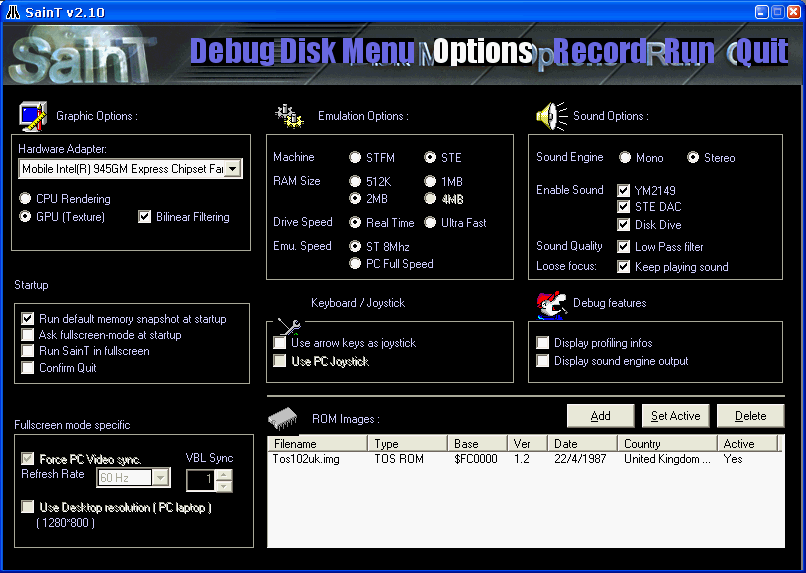 SainT v2.10
SainT
Debug Disk Menu Options Record Run Quit
Graphic Options :
Hardware Adapter:
Mobile Intel(R) 945GM Express Chipset Far
CPU Rendering
GPU (Texture)
Bilinear Filtering
Emulation Options :
Machine
STFM
STE
RAM Size
512K
1MB
2MB
4MB
Drive Speed
Real Time
Ultra Fast
Emu. Speed
ST 8Mhz
PC Full Speed
Sound Options :
Sound Engine
Mono
Stereo
Enable Sound
YM2149
STE DAC
Disk Dive
Sound Quality
Low Pass filter
Loose focus:
Keep playing sound
Startup
Run default memory snapshot at startup
Ask fullscreen-mode at startup
Run SainT in fullscreen
Confirm Quit
Keyboard / Joystick
Use arrow keys as joystick
Use PC Joystick
Debug features
Display profiling infos
Display sound engine output
Fullscreen mode specific
Force PC Video sync.
VBL Sync
Refresh Rate
60 Hz
1
Use Desktop resolution ( PC laptop )
( 1280*800 )
ROM Images :
Add
Set Active
Delete
Filename Type Base Ver Date Country Active
Tos102uk.img TOS ROM $FC0000 1.2 22/4/1987 United Kingdom ... Yes